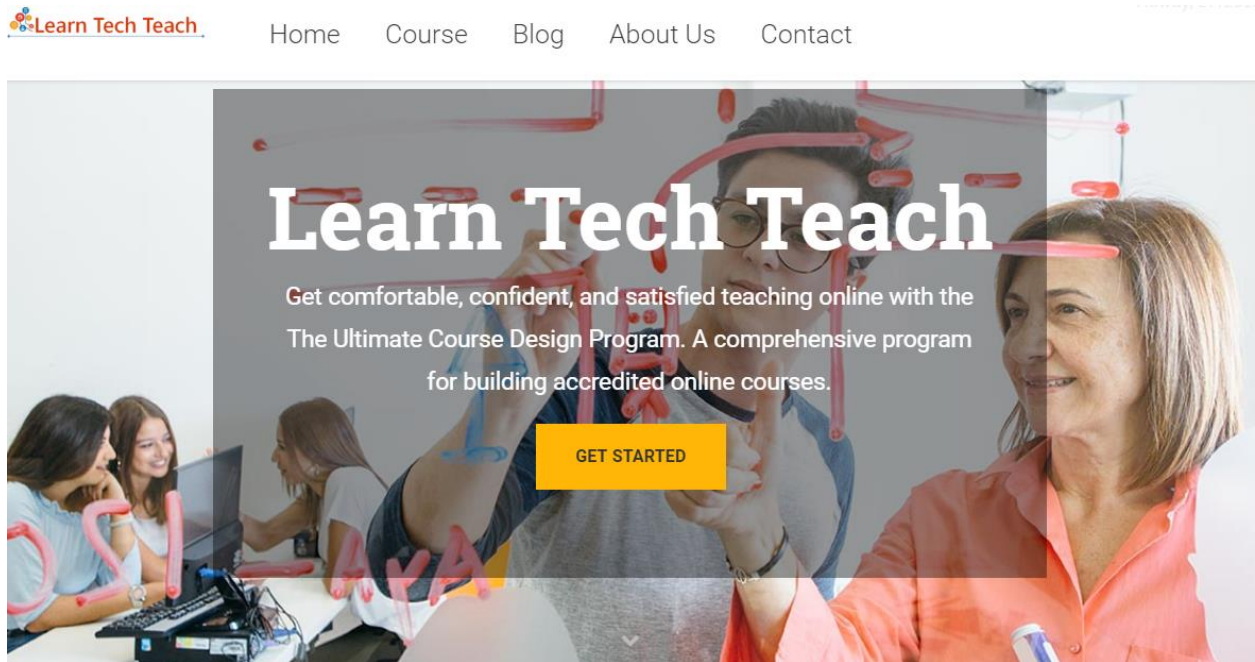 Learn Tech Teach
Home Course Blog About Us Contact
Learn Tech Teach
Get comfortable, confident, and satisfied teaching online with the
The Ultimate Course Design Program. A comprehensive program
for building accredited online courses.
GET STARTED